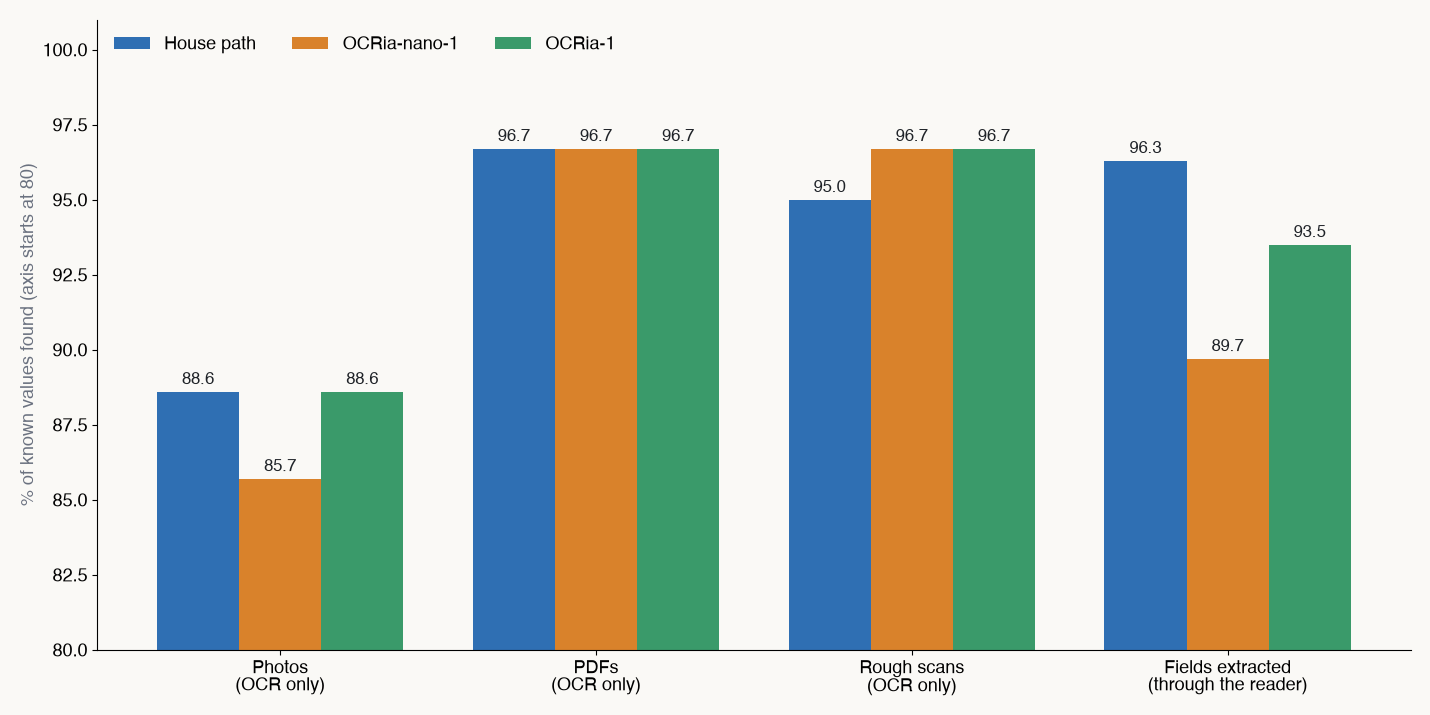 House path
OCRia-nano-1
OCRia-1
% of known values found (axis starts at 80)
100.0
97.5
95.0
92.5
90.0
87.5
85.0
82.5
80.0
88.6
85.7
88.6
96.7
96.7
96.7
95.0
96.7
96.7
96.3
89.7
93.5
Photos
(OCR only)
PDFs
(OCR only)
Rough scans
(OCR only)
Fields extracted
(through the reader)